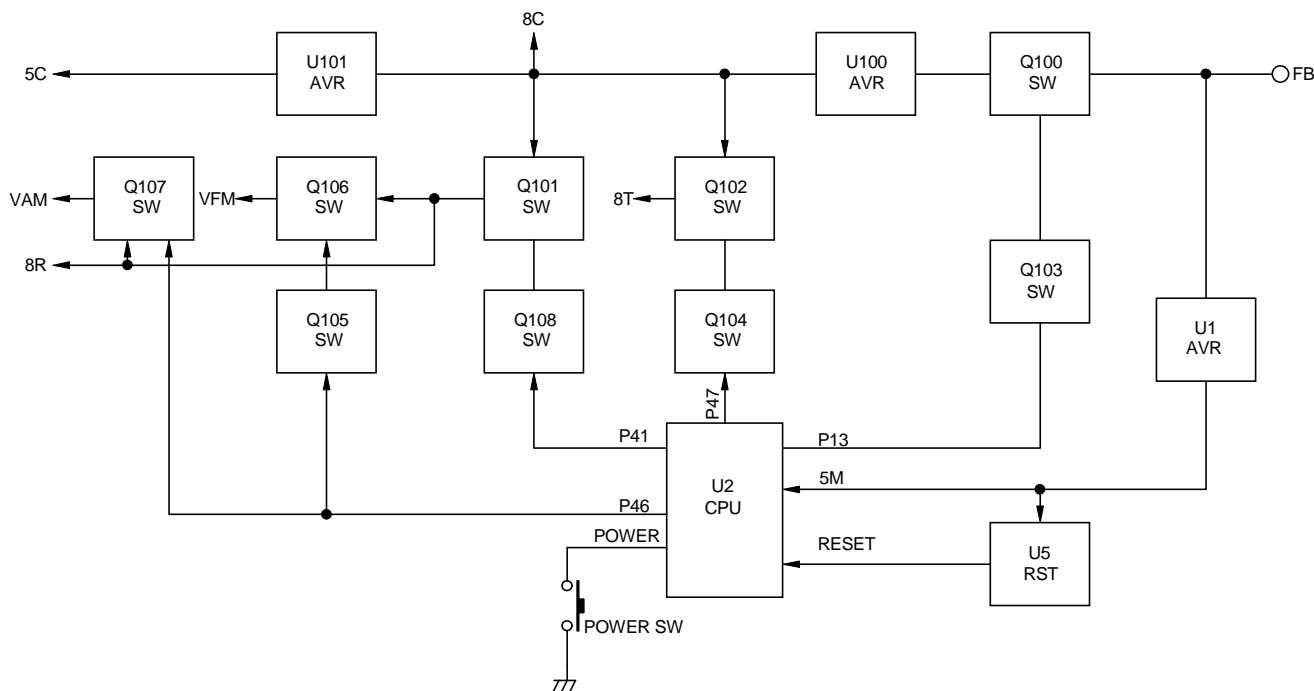 8C
5C
U101
AVR
U100
AVR
Q100
SW
FB
VAM
Q107
SW
VFM
Q106
SW
Q101
SW
8T
Q102
SW
8R
Q103
SW
Q105
SW
Q108
SW
Q104
SW
U1
AVR
P47
P41
P13
U2
CPU
5M
P46
POWER
RESET
U5
RST
POWER SW